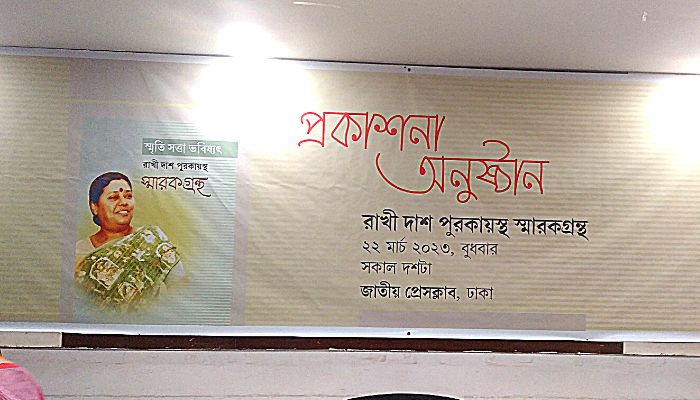 স্মৃতি সত্তা ভবিষ্যৎ
রাখী দাশ পুরকায়স্থ
স্মারকগ্রন্থ
প্রকাশনা
অনুষ্ঠান
রাখী দাশ পুরকায়স্থ স্মারকগ্রন্থ
২২ মার্চ ২০২৩, বুধবার
সকাল দশটা
জাতীয় প্রেসক্লাব, ঢাকা